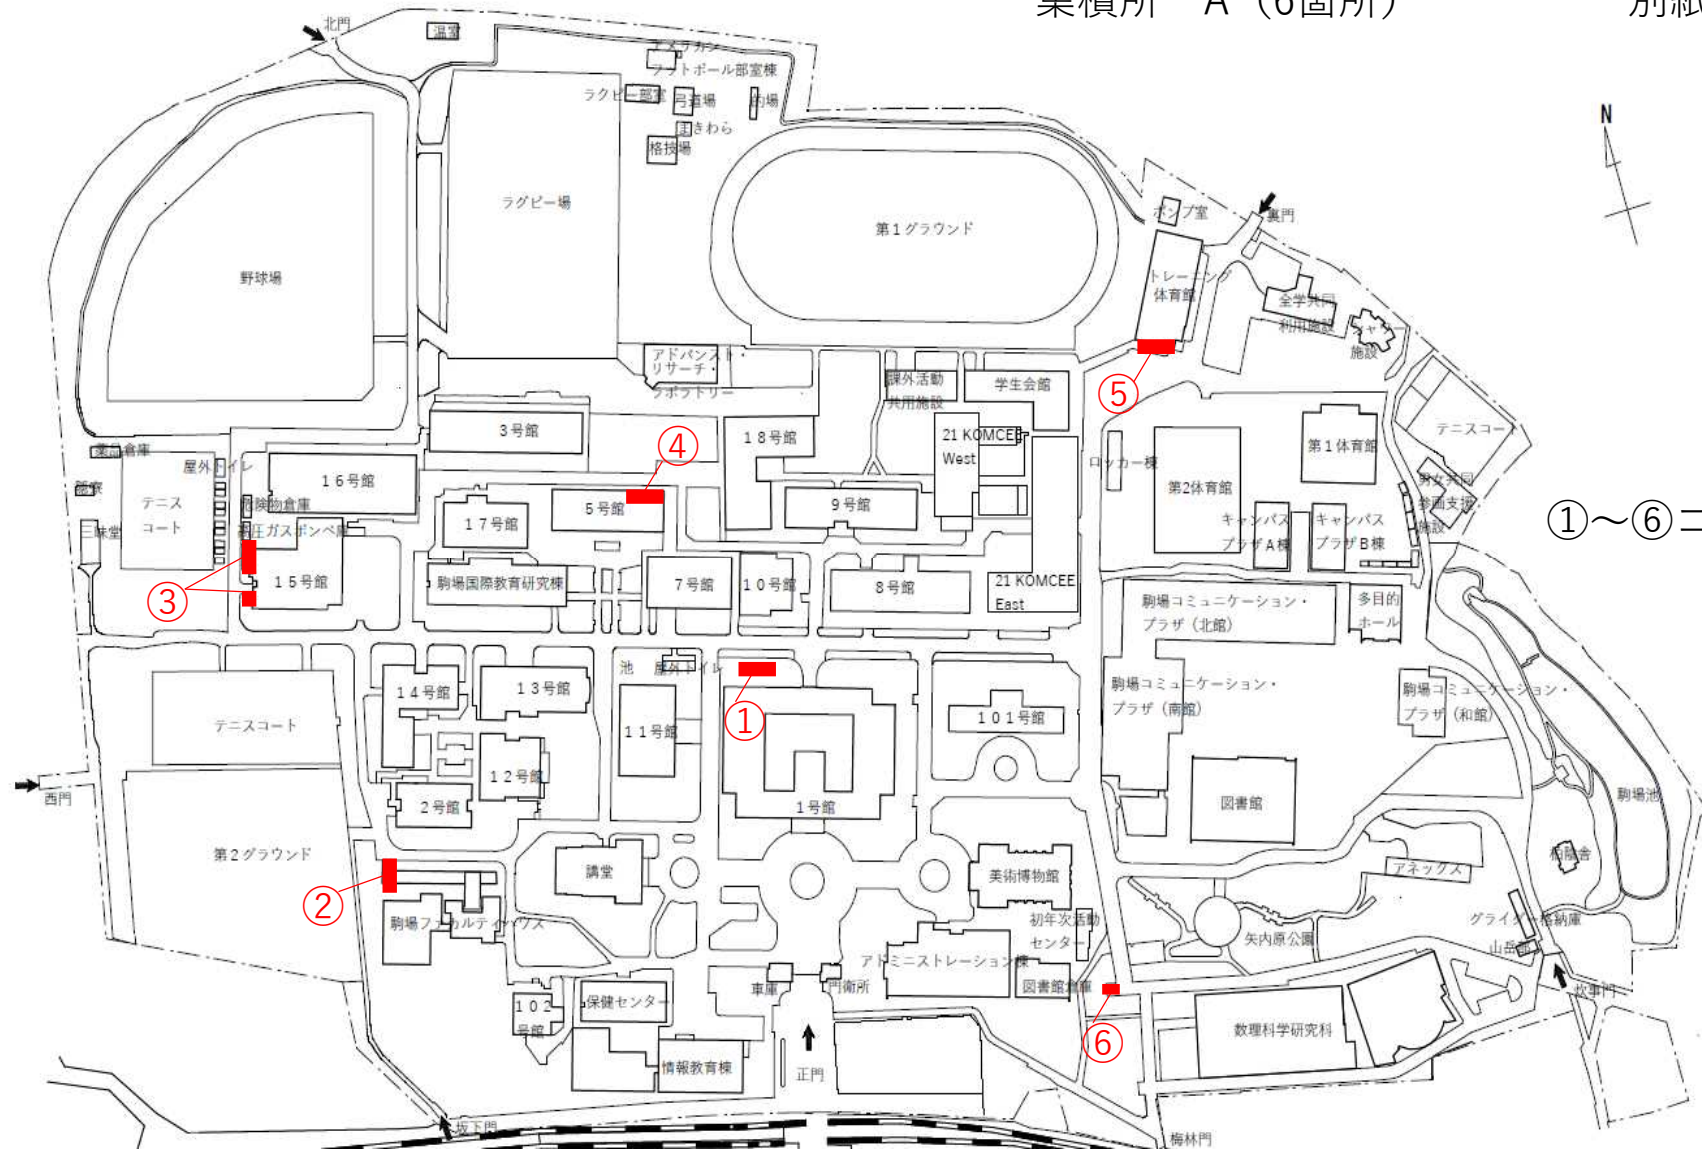 集積所 A（6箇所）
別紙
北門
温室
アメリカン
フットボール部室棟
ラグビー部室
弓道場
的場
まきわら
格技場
N
ラグビー場
第1グラウンド
ポンプ室
裏門
野球場
トレーニング
体育館
全学共同
利用施設
シャワー
施設
アドバンスト・
リサーチ・
ラボラトリー
課外活動
共用施設
学生会館
⑤
3号館
④
18号館
21 KOMCEE
West
ロッカー棟
第1体育館
テニスコート
薬品倉庫
屋外トイレ
16号館
テニス
コート
危険物倉庫
高圧ガスボンベ庫
三昧堂
17号館
5号館
9号館
第2体育館
キャンパス
プラザA棟
キャンパス
プラザB棟
男女共同
参画支援
施設
①～⑥コ
③
15号館
駒場国際教育研究棟
7号館
10号館
8号館
21 KOMCEE
East
駒場コミュニケーション・
プラザ（北館）
多目的
ホール
池
屋外トイレ
①
14号館
13号館
11号館
101号館
駒場コミュニケーション・
プラザ（南館）
駒場コミュニケーション・
プラザ（和館）
テニスコート
12号館
2号館
1号館
図書館
駒場池
西門
第2グラウンド
講堂
美術博物館
アネックス
柏蔭舎
②
駒場ファカルティハウス
初年次活動
センター
矢内原公園
グライダー格納庫
山岳部
アドミニストレーション棟
車庫
門衛所
図書館倉庫
炊事門
102
号館
保健センター
⑥
数理科学研究科
情報教育棟
正門
坂下門
梅林門